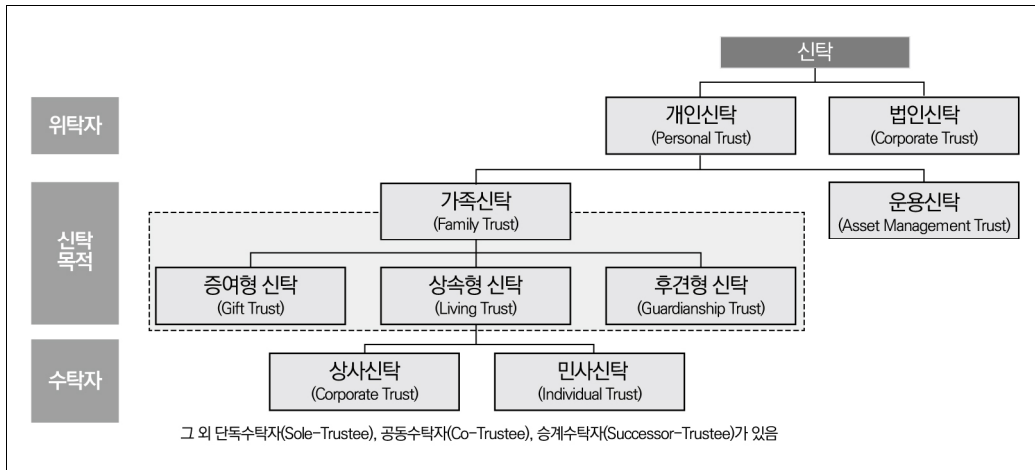 신탁
위탁자
개인신탁
(Personal Trust)
법인신탁
(Corporate Trust)
신탁
목적
가족신탁
(Family Trust)
운용신탁
(Asset Management Trust)
증여형 신탁
(Gift Trust)
상속형 신탁
(Living Trust)
후견형 신탁
(Guardianship Trust)
수탁자
상사신탁
(Corporate Trust)
민사신탁
(Individual Trust)
그 외 단독수탁자(Sole-Trustee), 공동수탁자(Co-Trustee), 승계수탁자(Successor-Trustee)가 있음